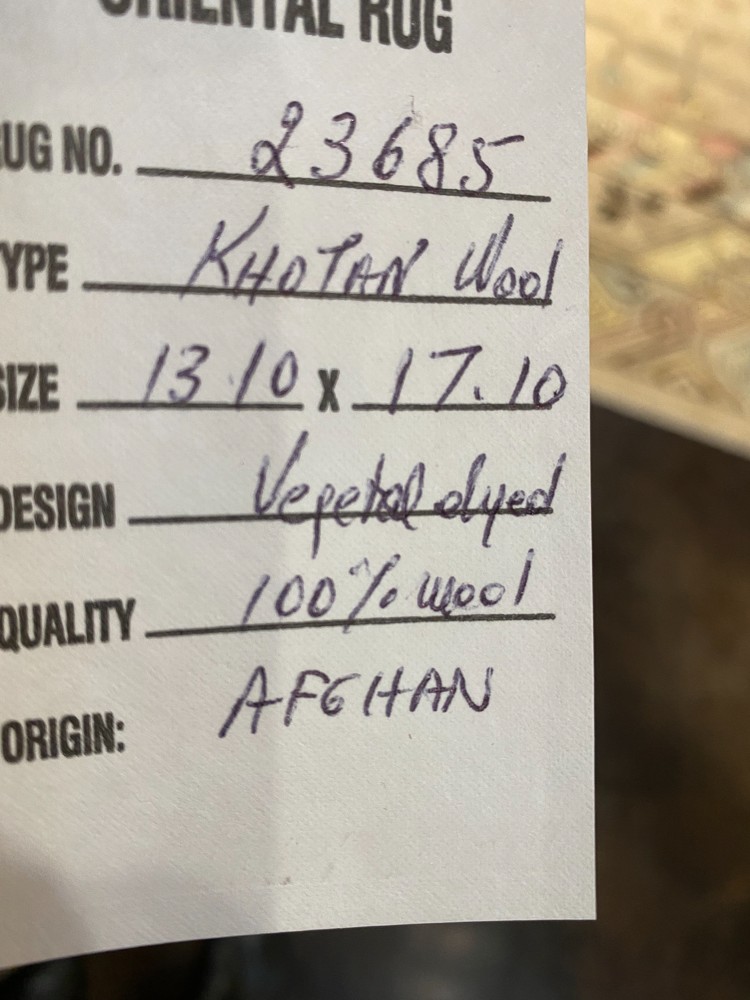 ORIENTAL RUG
UG NO. 23685
YPE KHOTAN Wool
SIZE 13.10 x 17.10
DESIGN Vegetal dyed
QUALITY 100% wool
ORIGIN: AFGHAN